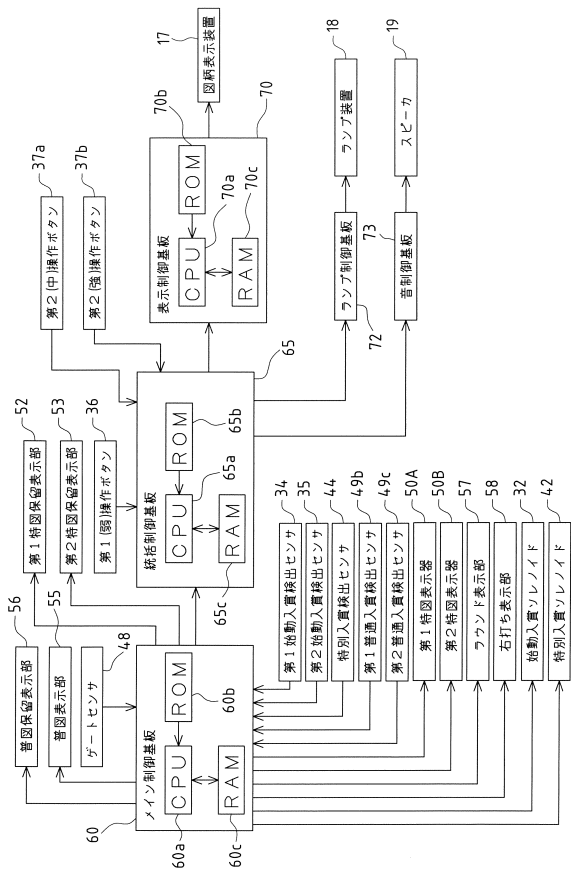 56
普図保留表示部
55
普図表示部
48
ゲートセンサ
52
第1特図保留表示部
53
第2特図保留表示部
36
第1(弱)操作ボタン
37a
第2(中)操作ボタン
37b
第2(強)操作ボタン
60
メイン制御基板
CPU
60a
ROM
60b
RAM
60c
統括制御基板
65
CPU
65a
ROM
65b
RAM
65c
表示制御基板
70
CPU
70a
ROM
70b
RAM
70c
図柄表示装置
17
ランプ制御基板
72
ランプ装置
18
音制御基板
73
スピーカ
19
第1始動入賞検出センサ
34
第2始動入賞検出センサ
35
特別入賞検出センサ
44
第1普通入賞検出センサ
49b
第2普通入賞検出センサ
49c
第1特図表示器
50A
第2特図表示器
50B
ラウンド表示部
57
右打ち表示部
58
始動入賞ソレノイド
32
特別入賞ソレノイド
42